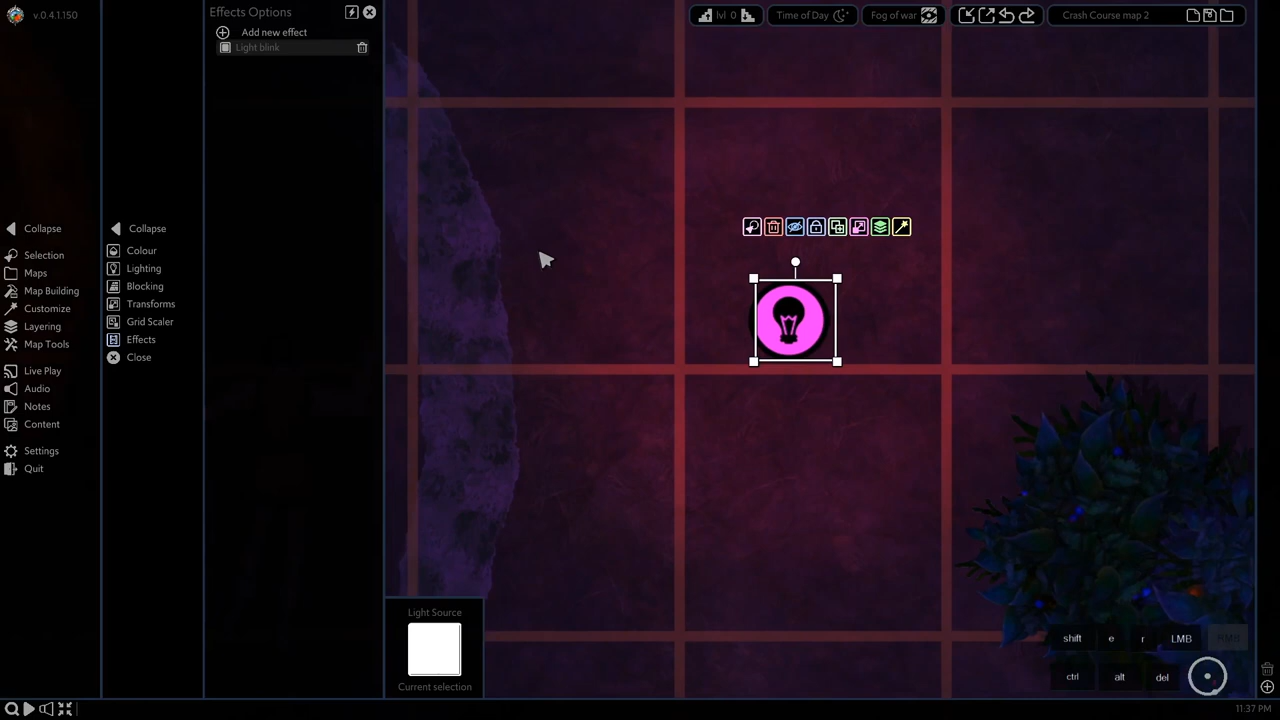 v.0.4.1.150
Effects Options
Add new effect
Light blink
lvl 0
Time of Day
Fog of war
Crash Course map 2
Collapse
Selection
Maps
Map Building
Customize
Layering
Map Tools
Live Play
Audio
Notes
Content
Settings
Quit
Collapse
Colour
Lighting
Blocking
Transforms
Grid Scaler
Effects
Close
Light Source
Current selection
shift e r LMB RMB
ctrl alt del
11:37 PM